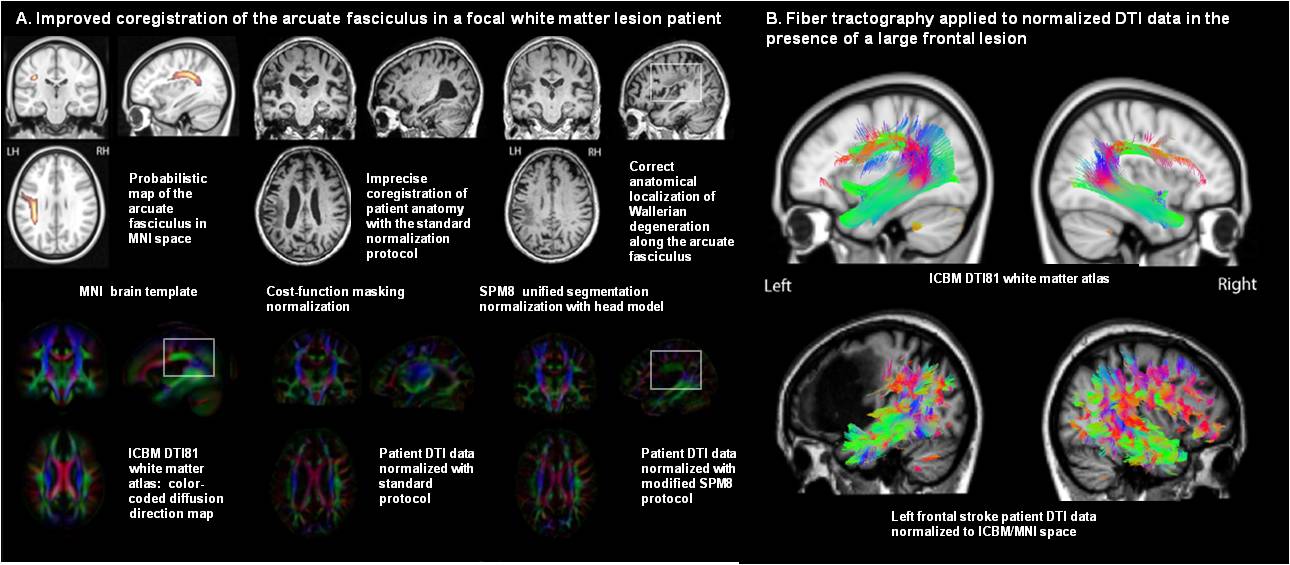 A. Improved coregistration of the arcuate fasciculus in a focal white matter lesion patient
LH
RH
Probabilistic
map of the
arcuate
fasciculus in
MNI space
Imprecise
coregistration of
patient anatomy
with the standard
normalization
protocol
LH
RH
Correct
anatomical
localization of
Wallerian
degeneration
along the arcuate
fasciculus
MNI brain template
Cost-function masking
normalization
SPM8 unified segmentation
normalization with head model
ICBM DTI81
white matter
atlas: color-
coded diffusion
direction map
Patient DTI data
normalized with
standard
protocol
Patient DTI data
normalized with
modified SPM8
protocol
B. Fiber tractography applied to normalized DTI data in the
presence of a large frontal lesion
Left
ICBM DTI81 white matter atlas
Right
Left frontal stroke patient DTI data
normalized to ICBM/MNI space